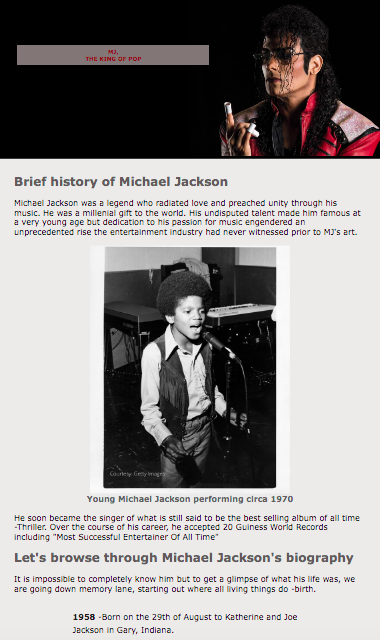 MJ,
THE KING OF POP
Brief history of Michael Jackson
Michael Jackson was a legend who radiated love and preached unity through his
music. He was a millenial gift to the world. His undisputed talent made him famous at
a very young age but dedication to his passion for music engendered an
unprecedented rise the entertainment industry had never witnessed prior to MJ's art.
Courtesy: Getty Images
Young Michael Jackson performing circa 1970
He soon became the singer of what is still said to be the best selling album of all time
-Thriller. Over the course of his career, he accepted 20 Guiness World Records
including "Most Successful Entertainer Of All Time"
Let's browse through Michael Jackson's biography
It is impossible to completely know him but to get a glimpse of what his life was, we
are going down memory lane, starting out where all living things do -birth.
1958 -Born on the 29th of August to Katherine and Joe
Jackson in Gary, Indiana.